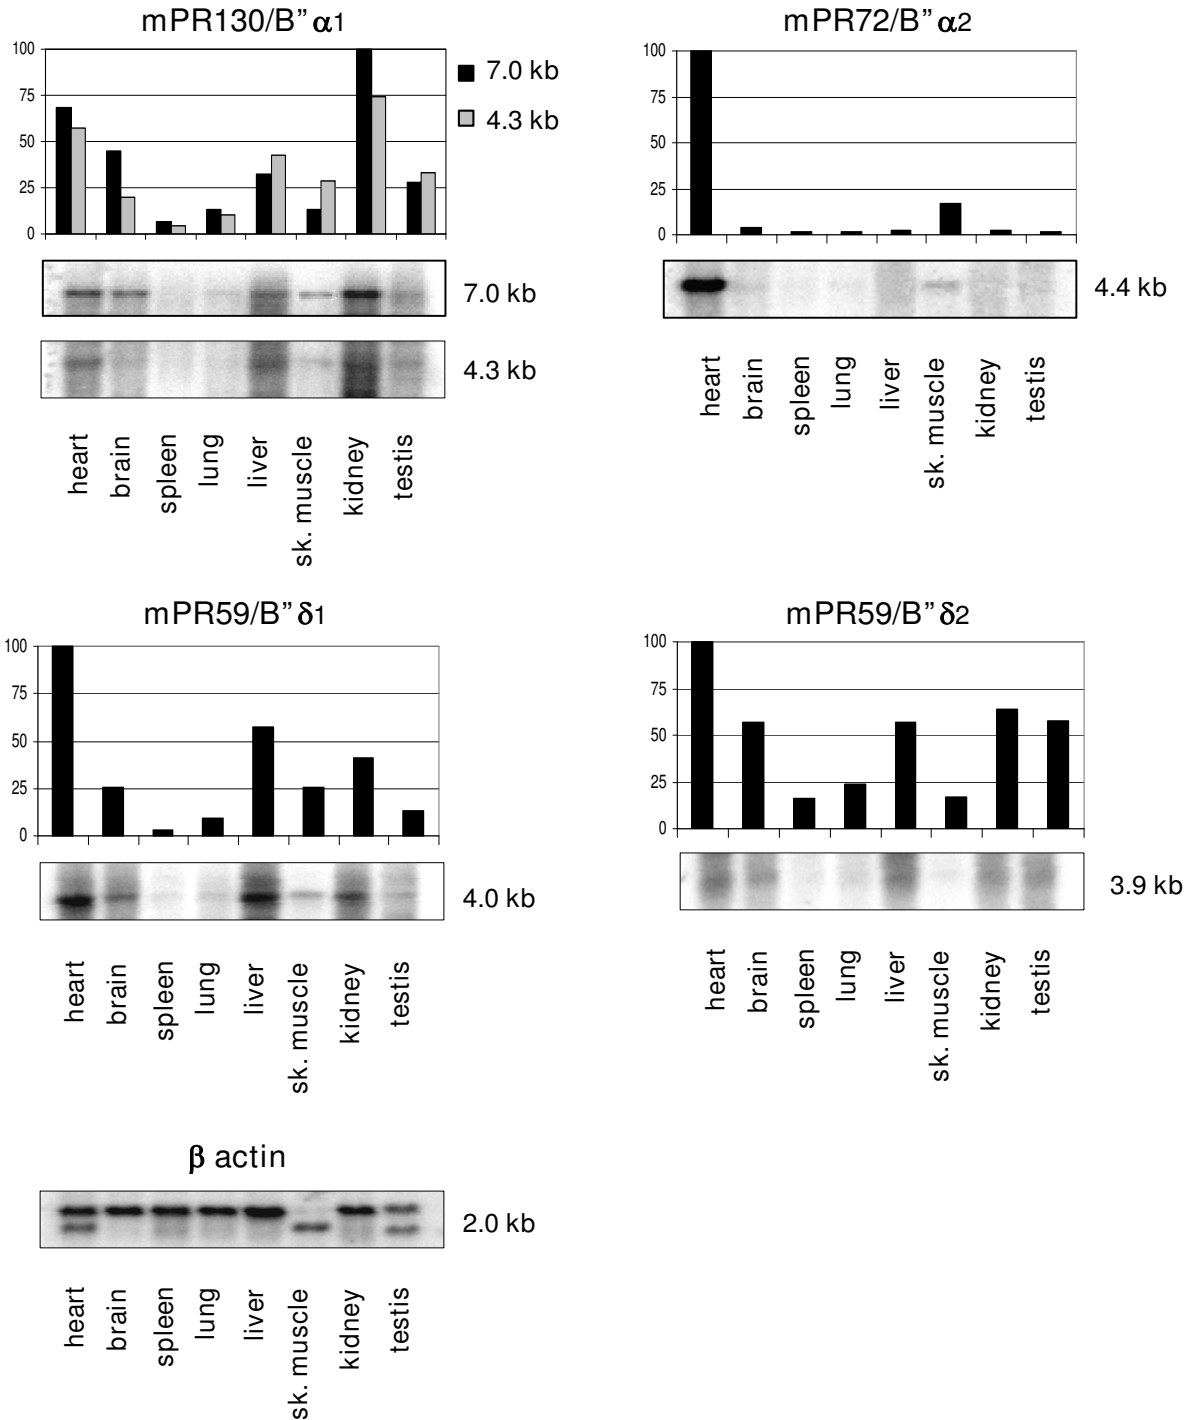 mPR130/B” α1
100
75
50
25
0
7.0 kb
4.3 kb
7.0 kb
4.3 kb
heart
brain
spleen
lung
liver
sk. muscle
kidney
testis
mPR72/B” α2
100
75
50
25
0
4.4 kb
heart
brain
spleen
lung
liver
sk. muscle
kidney
testis
mPR59/B” δ1
100
75
50
25
0
4.0 kb
heart
brain
spleen
lung
liver
sk. muscle
kidney
testis
mPR59/B” δ2
100
75
50
25
0
3.9 kb
heart
brain
spleen
lung
liver
sk. muscle
kidney
testis
β actin
2.0 kb
heart
brain
spleen
lung
liver
sk. muscle
kidney
testis